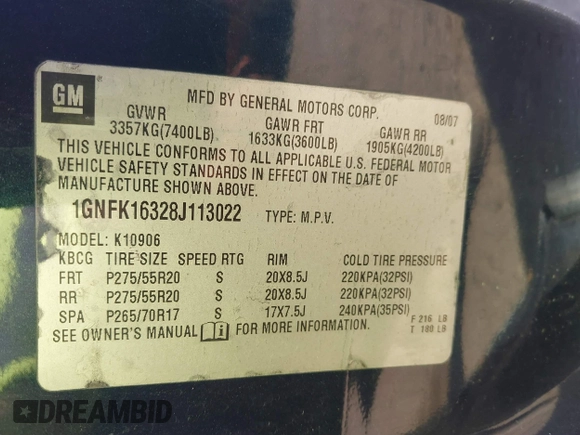 GM
MFD BY GENERAL MOTORS CORP. 08/07
GVWR GAWR FRT GAWR RR
3357KG(7400LB) 1633KG(3600LB) 1905KG(4200LB)
THIS VEHICLE CONFORMS TO ALL APPLICABLE U.S. FEDERAL MOTOR
VEHICLE SAFETY STANDARDS IN EFFECT ON THE DATE OF
MANUFACTURE SHOWN ABOVE.
1GNFK16328J113022 TYPE: M.P.V.
MODEL: K10906
KBCG TIRE SIZE SPEED RTG RIM COLD TIRE PRESSURE
FRT P275/55R20 S 20X8.5J 220KPA(32PSI)
RR P275/55R20 S 20X8.5J 220KPA(32PSI)
SPA P265/70R17 S 17X7.5J 240KPA(35PSI)
SEE OWNER'S MANUAL i FOR MORE INFORMATION.
F 216 LB
T 180 LB
DREAMBID